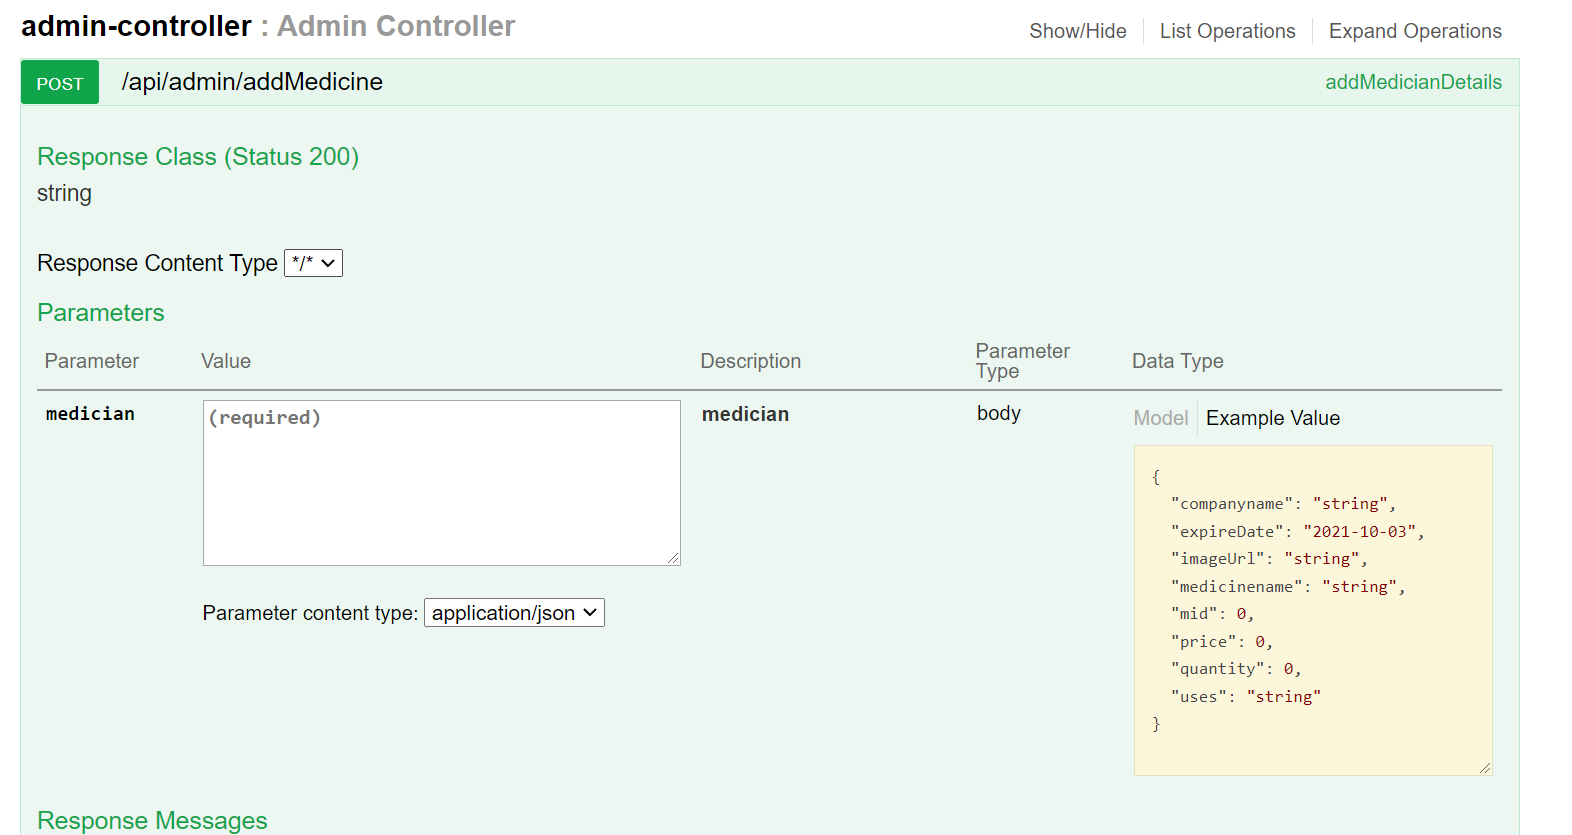 admin-controller : Admin Controller
Show/Hide
List Operations
Expand Operations
POST
/api/admin/addMedicine
addMedicianDetails
Response Class (Status 200)
string
Response Content Type */*
Parameters
Parameter
Value
Description
Parameter
Type
Data Type
medician
(required)
medician
body
Model
Example Value
{
"companyname": "string",
"expireDate": "2021-10-03",
"imageUrl": "string",
"medicinename": "string",
"mid": 0,
"price": 0,
"quantity": 0,
"uses": "string"
}
Parameter content type: application/json
Response Messages